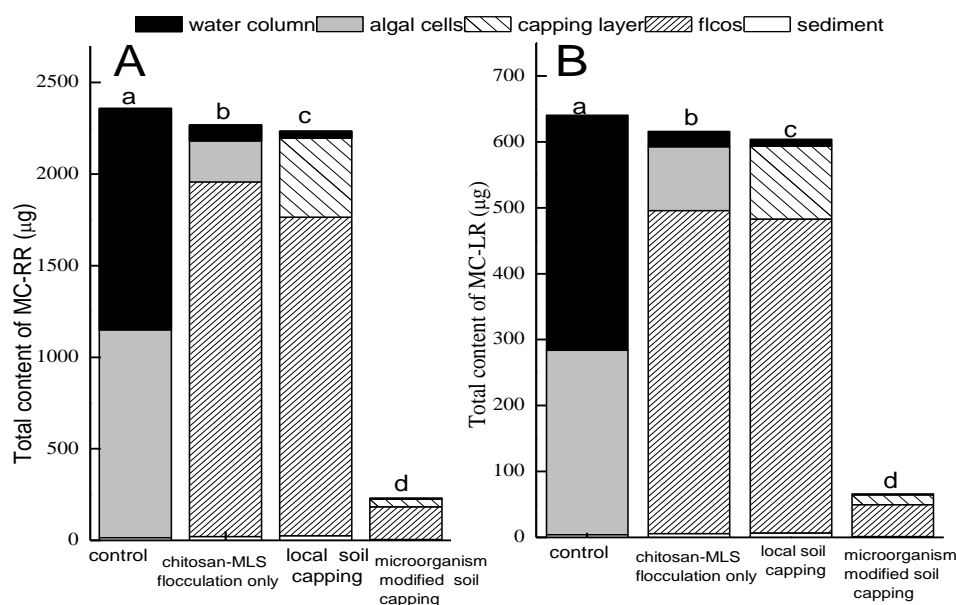 water column algal cells capping layer flcos sediment
A
B
Total content of MC-RR (μg)
2500
2000
1500
1000
500
0
a
b
c
d
control
chitosan-MLS
flocculation only
local soil
capping
microorganism
modified soil
capping
Total content of MC-LR (μg)
700
600
500
400
300
200
100
0
a
b
c
d
control
chitosan-MLS
flocculation only
local soil
capping
microorganism
modified soil
capping